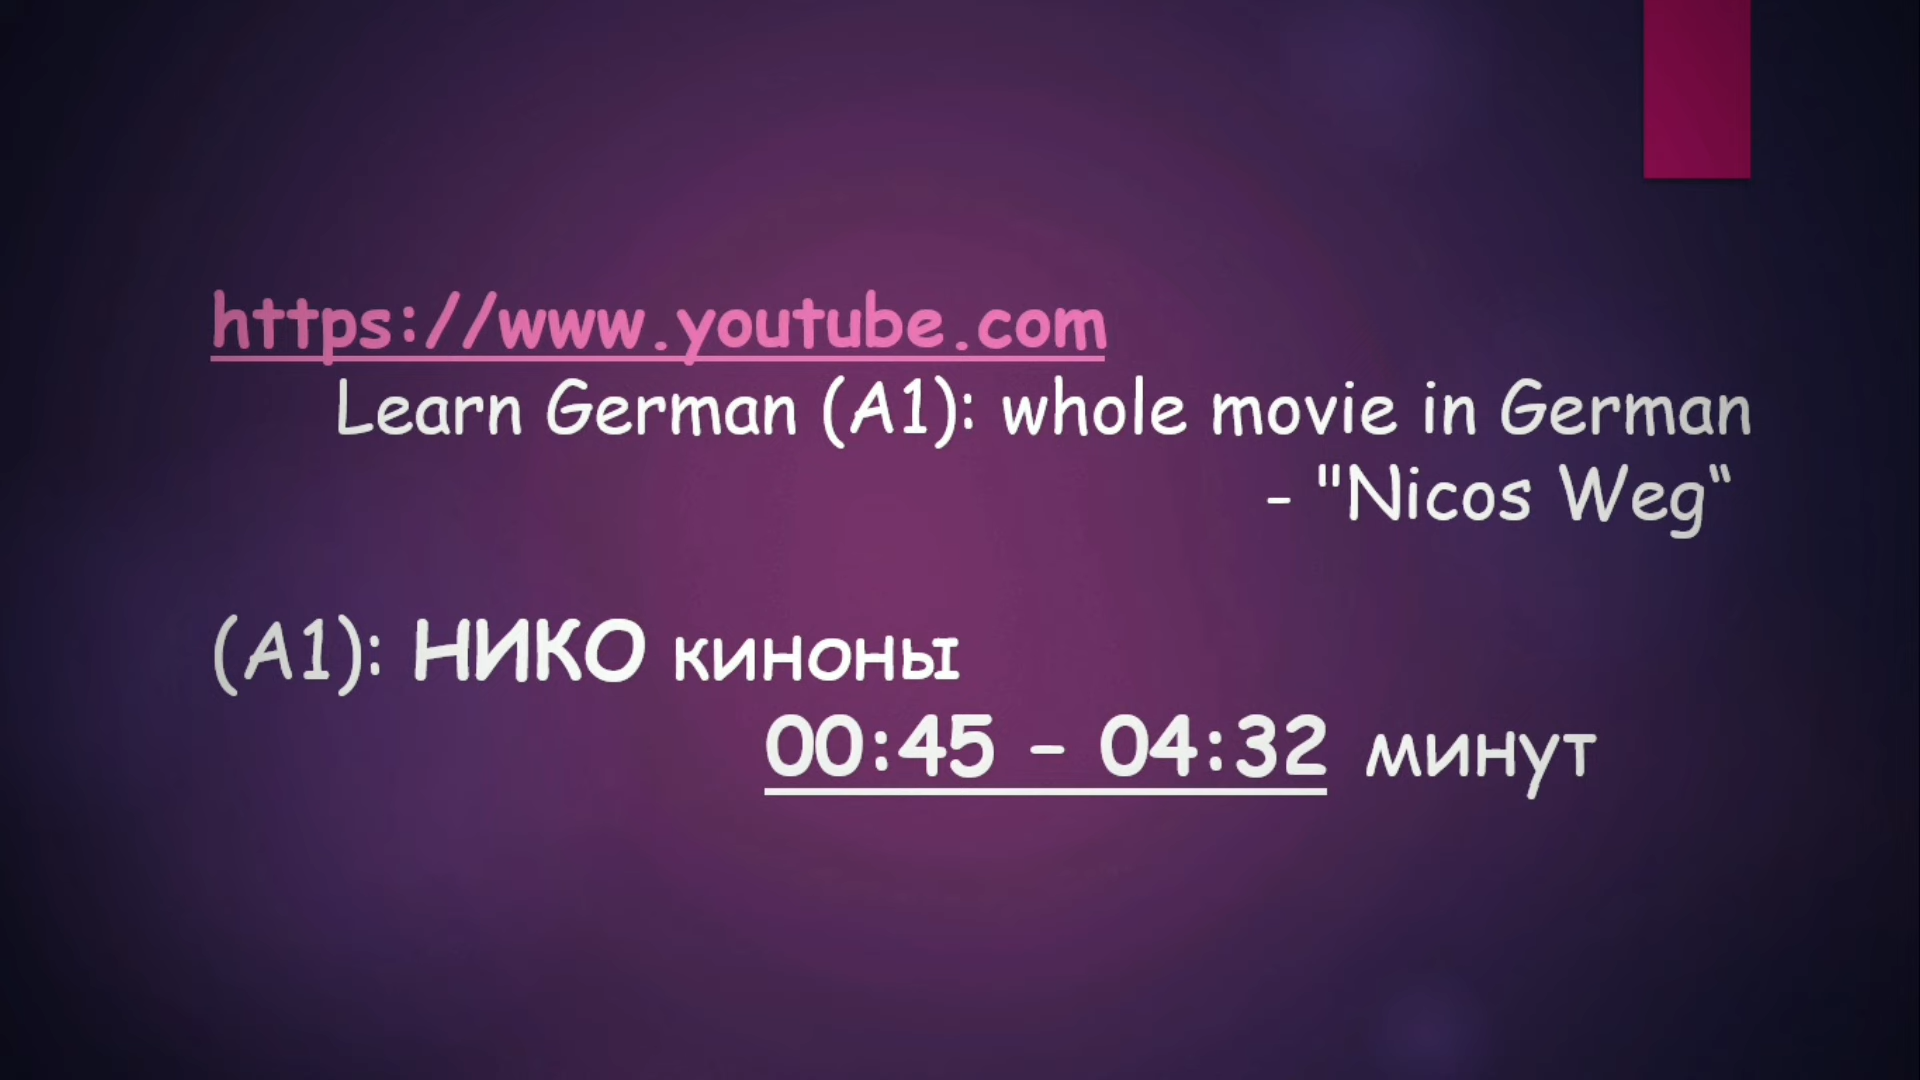 https://www.youtube.com
Learn German (A1): whole movie in German
- "Nicos Weg“
(A1): НИКО киноны
00:45 – 04:32 минут